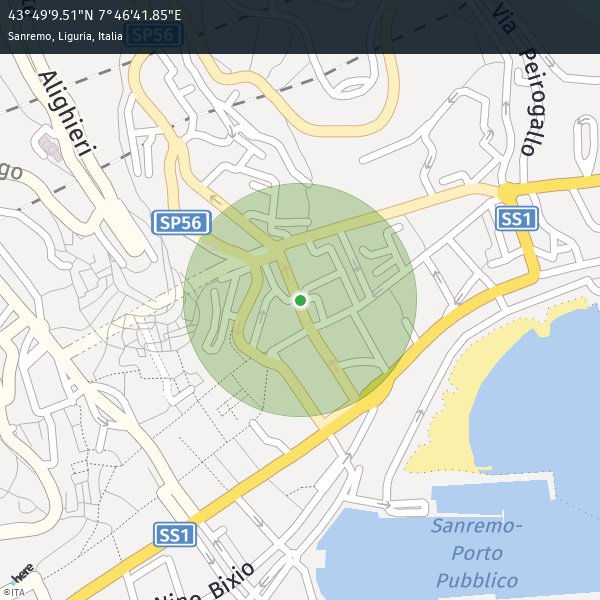 43°49'9.51"N 7°46'41.85"E
Sanremo, Liguria, Italia
SP56
Alighieri
Via Peirogallo
go
SP56
SS1
SS1
Sanremo-
Porto
Pubblico
Nino Bixio
here
©ITA